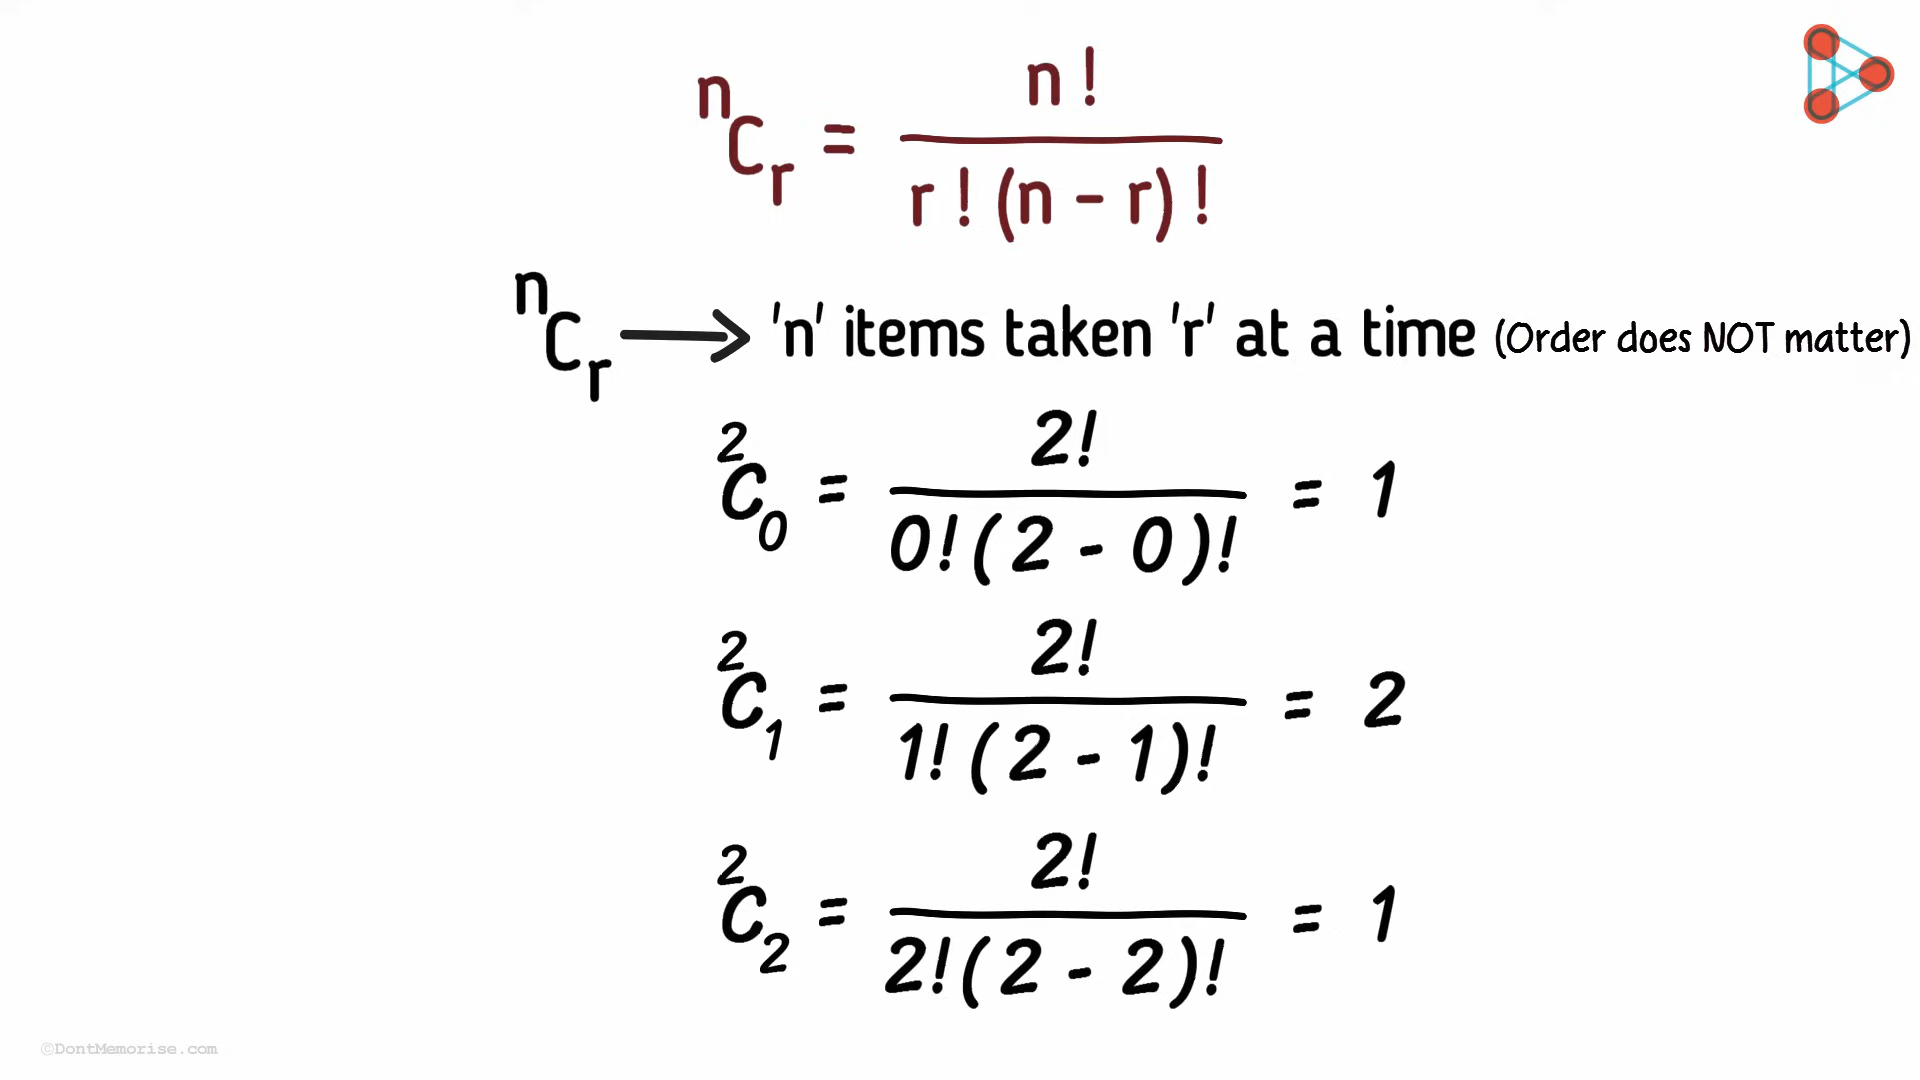 ⁿCᵣ = n! / r!(n - r)!
ⁿCᵣ → 'n' items taken 'r' at a time (Order does NOT matter)
²C₀ = 2! / 0!(2 - 0)! = 1
²C₁ = 2! / 1!(2 - 1)! = 2
²C₂ = 2! / 2!(2 - 2)! = 1
©DontMemorise.com